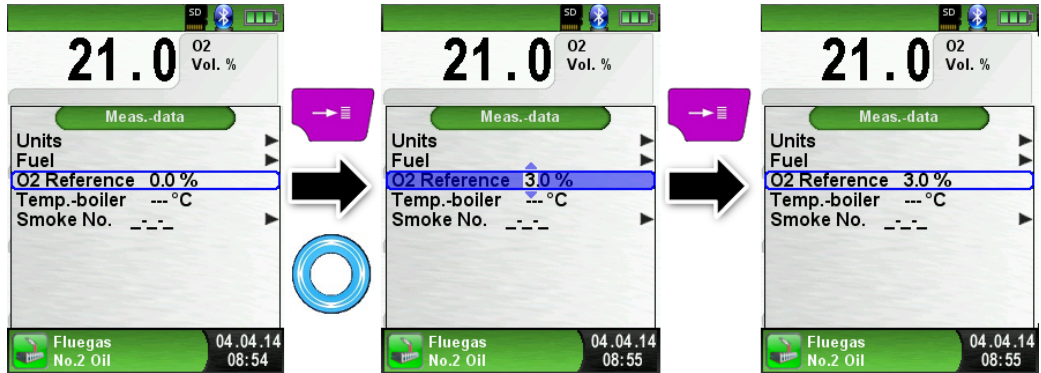 SD
21.0 O2
Vol. %
Meas.-data
Units
Fuel
O2 Reference 0.0 %
Temp.-boiler --- °C
Smoke No. _-_-_
Fluegas 04.04.14
No.2 Oil 08:54
SD
21.0 O2
Vol. %
Meas.-data
Units
Fuel
O2 Reference 3.0 %
Temp.-boiler --- °C
Smoke No. _-_-_
Fluegas 04.04.14
No.2 Oil 08:55
SD
21.0 O2
Vol. %
Meas.-data
Units
Fuel
O2 Reference 3.0 %
Temp.-boiler --- °C
Smoke No. _-_-_
Fluegas 04.04.14
No.2 Oil 08:55